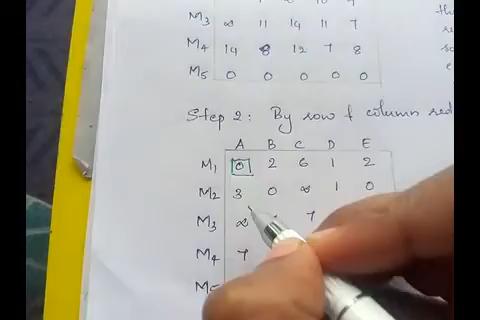 M3 ∞ 11 14 11 7
M4 14 8 12 7 8
M5 0 0 0 0 0
Step 2: By row & column red
A B C D E
M1 0 2 6 1 2
M2 3 0 ∞ 1 0
M3 ∞ 7
M4 7
M5